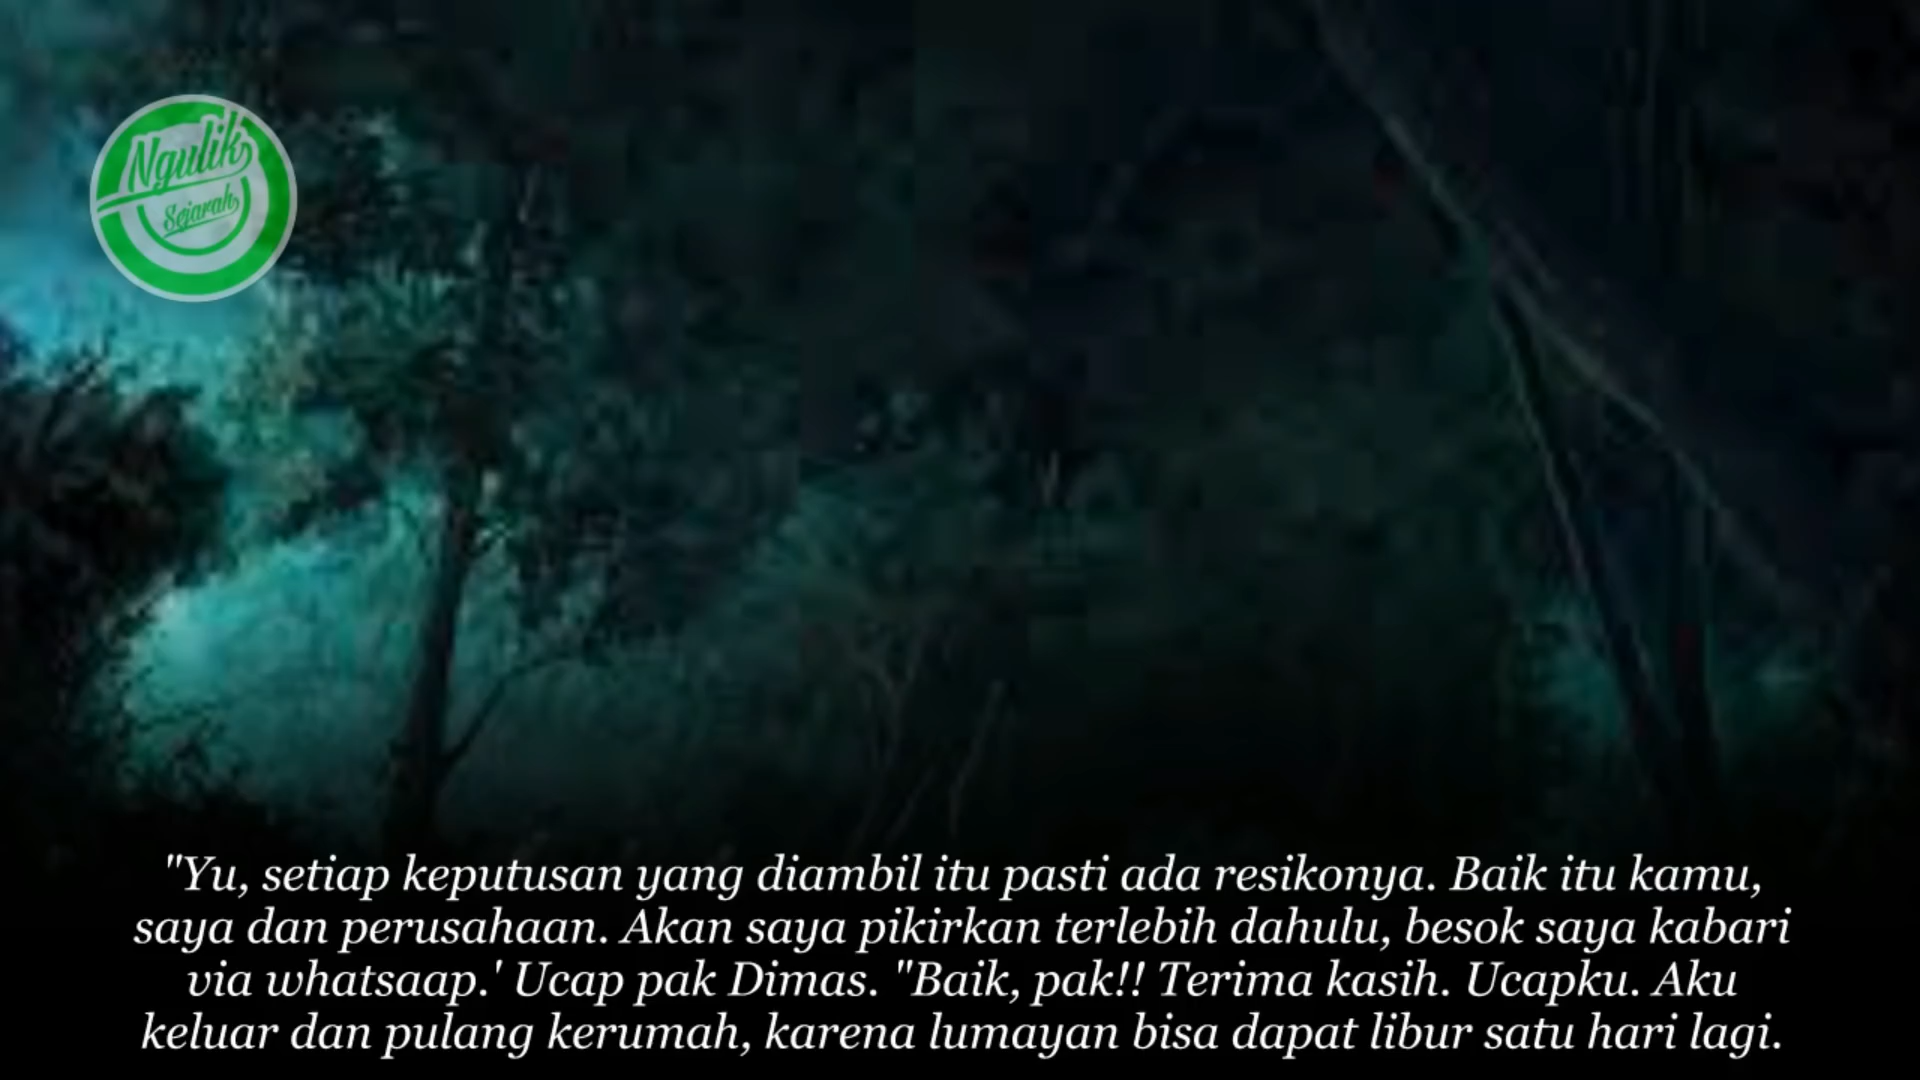 Ngulik
Sejarah
"Yu, setiap keputusan yang diambil itu pasti ada resikonya. Baik itu kamu,
saya dan perusahaan. Akan saya pikirkan terlebih dahulu, besok saya kabari
via whatsaap.' Ucap pak Dimas. "Baik, pak!! Terima kasih. Ucapku. Aku
keluar dan pulang kerumah, karena lumayan bisa dapat libur satu hari lagi.